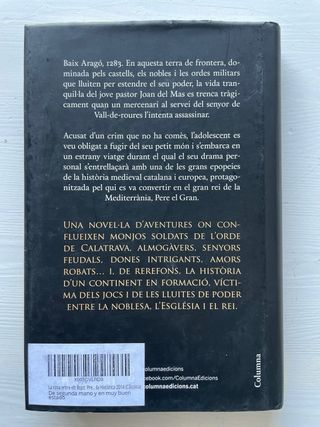 Baix Aragó, 1283. En aquesta terra de frontera, do-
minada pels castells, els nobles i les ordes militars
que lluiten per estendre el seu poder, la vida tran-
quil·la del jove pastor Joan del Mas es trenca tràgi-
cament quan un mercenari al servei del senyor de
Vall-de-roures l'intenta assassinar.
Acusat d'un crim que no ha comès, l'adolescent es
veu obligat a fugir del seu petit món i s'embarca en
un estrany viatge durant el qual el seu drama per-
sonal s'entrellaçarà amb una de les grans epopeies
de la història medieval catalana i europea, protago-
nitzada pel qui es va convertir en el gran rei de la
Mediterrània, Pere el Gran.
Una novel·la d'aventures on con-
flueixen monjos soldats de l'orde
de Calatrava, almogàvers, senyors
feudals, dones intrigants, amors
robats... i, de rerefons, la història
d'un continent en formació, vícti-
ma dels jocs i de les lluites de poder
entre la noblesa, l'Església i el rei.
columnaedicions
facebook.com/Columnaedicions
columnaedicions.cat
Columna
De segunda mano y en muy buen
estado